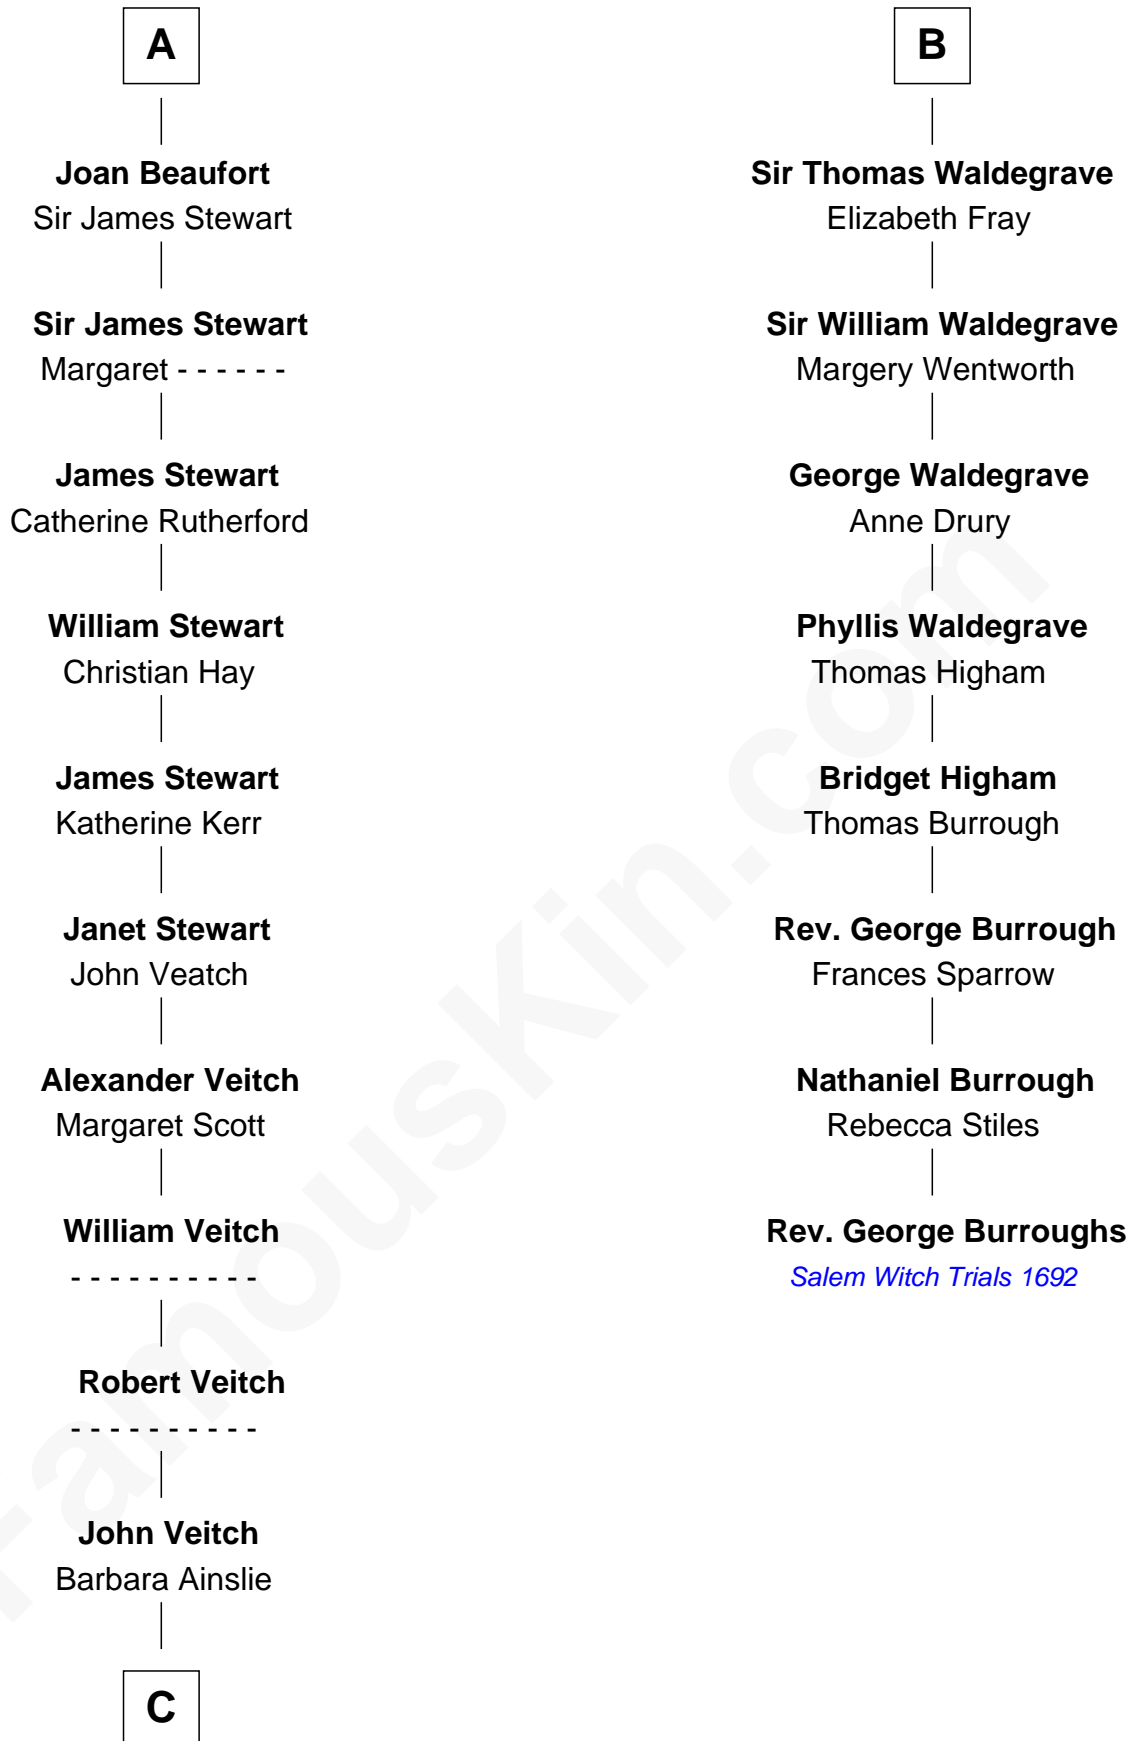 A
Joan Beaufort
Sir James Stewart
Sir James Stewart
Margaret - - - - - -
James Stewart
Catherine Rutherford
William Stewart
Christian Hay
James Stewart
Katherine Kerr
Janet Stewart
John Veatch
Alexander Veitch
Margaret Scott
William Veitch
- - - - - - - - - -
Robert Veitch
- - - - - - - - - -
John Veitch
Barbara Ainslie
C
B
Sir Thomas Waldegrave
Elizabeth Fray
Sir William Waldegrave
Margery Wentworth
George Waldegrave
Anne Drury
Phyllis Waldegrave
Thomas Higham
Bridget Higham
Thomas Burrough
Rev. George Burrough
Frances Sparrow
Nathaniel Burrough
Rebecca Stiles
Rev. George Burroughs
Salem Witch Trials 1692
FamousKin.com